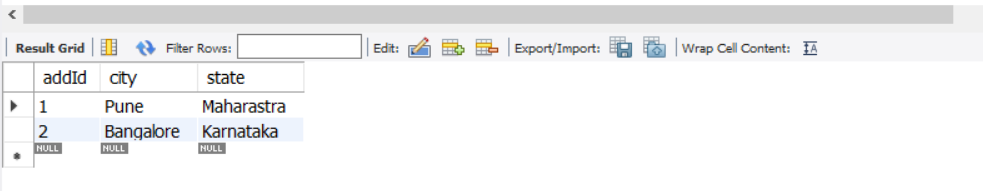 Result Grid Filter Rows: Edit: Export/Import: Wrap Cell Content: IA
addId city state
1 Pune Maharastra
2 Bangalore Karnataka
NULL NULL NULL